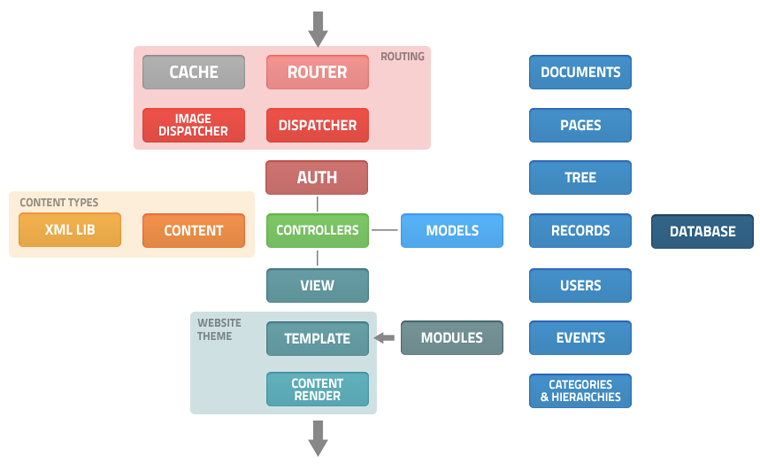 ROUTING
CACHE
ROUTER
IMAGE
DISPATCHER
DISPATCHER
AUTH
CONTENT TYPES
XML LIB
CONTENT
CONTROLLERS
MODELS
VIEW
WEBSITE
THEME
TEMPLATE
MODULES
CONTENT
RENDER
DOCUMENTS
PAGES
TREE
RECORDS
DATABASE
USERS
EVENTS
CATEGORIES
& HIERARCHIES